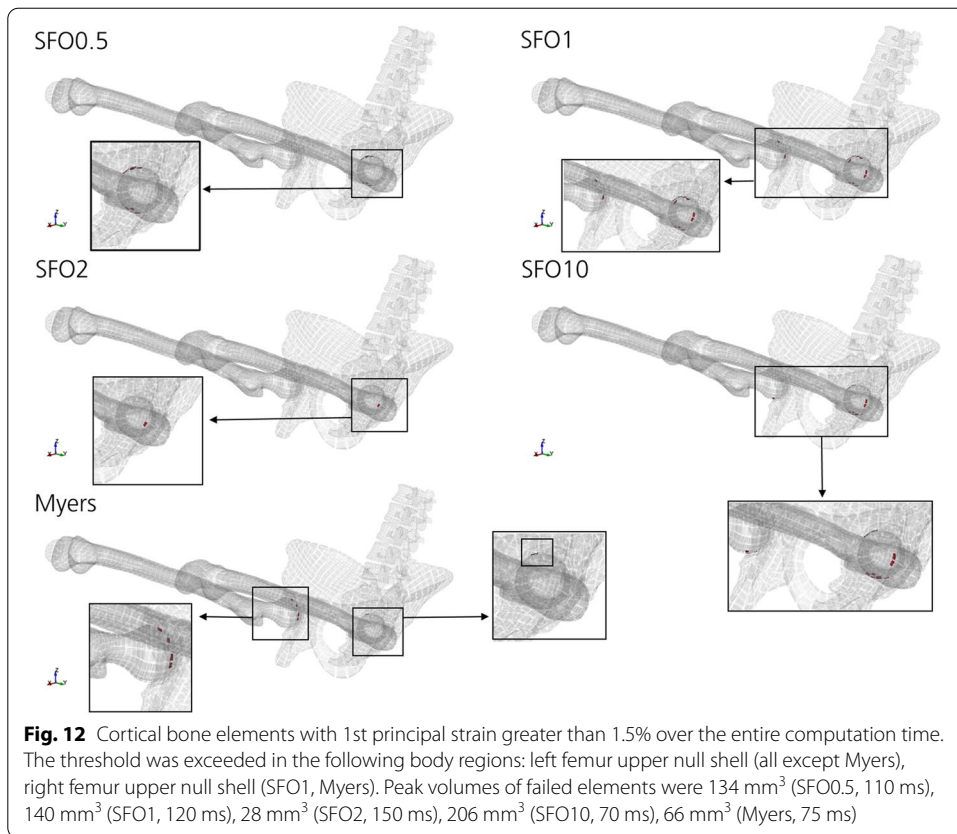 SFO0.5
SFO1
SFO2
SFO10
Myers
Fig. 12 Cortical bone elements with 1st principal strain greater than 1.5% over the entire computation time.
The threshold was exceeded in the following body regions: left femur upper null shell (all except Myers),
right femur upper null shell (SFO1, Myers). Peak volumes of failed elements were 134 mm³ (SFO0.5, 110 ms),
140 mm³ (SFO1, 120 ms), 28 mm³ (SFO2, 150 ms), 206 mm³ (SFO10, 70 ms), 66 mm³ (Myers, 75 ms)